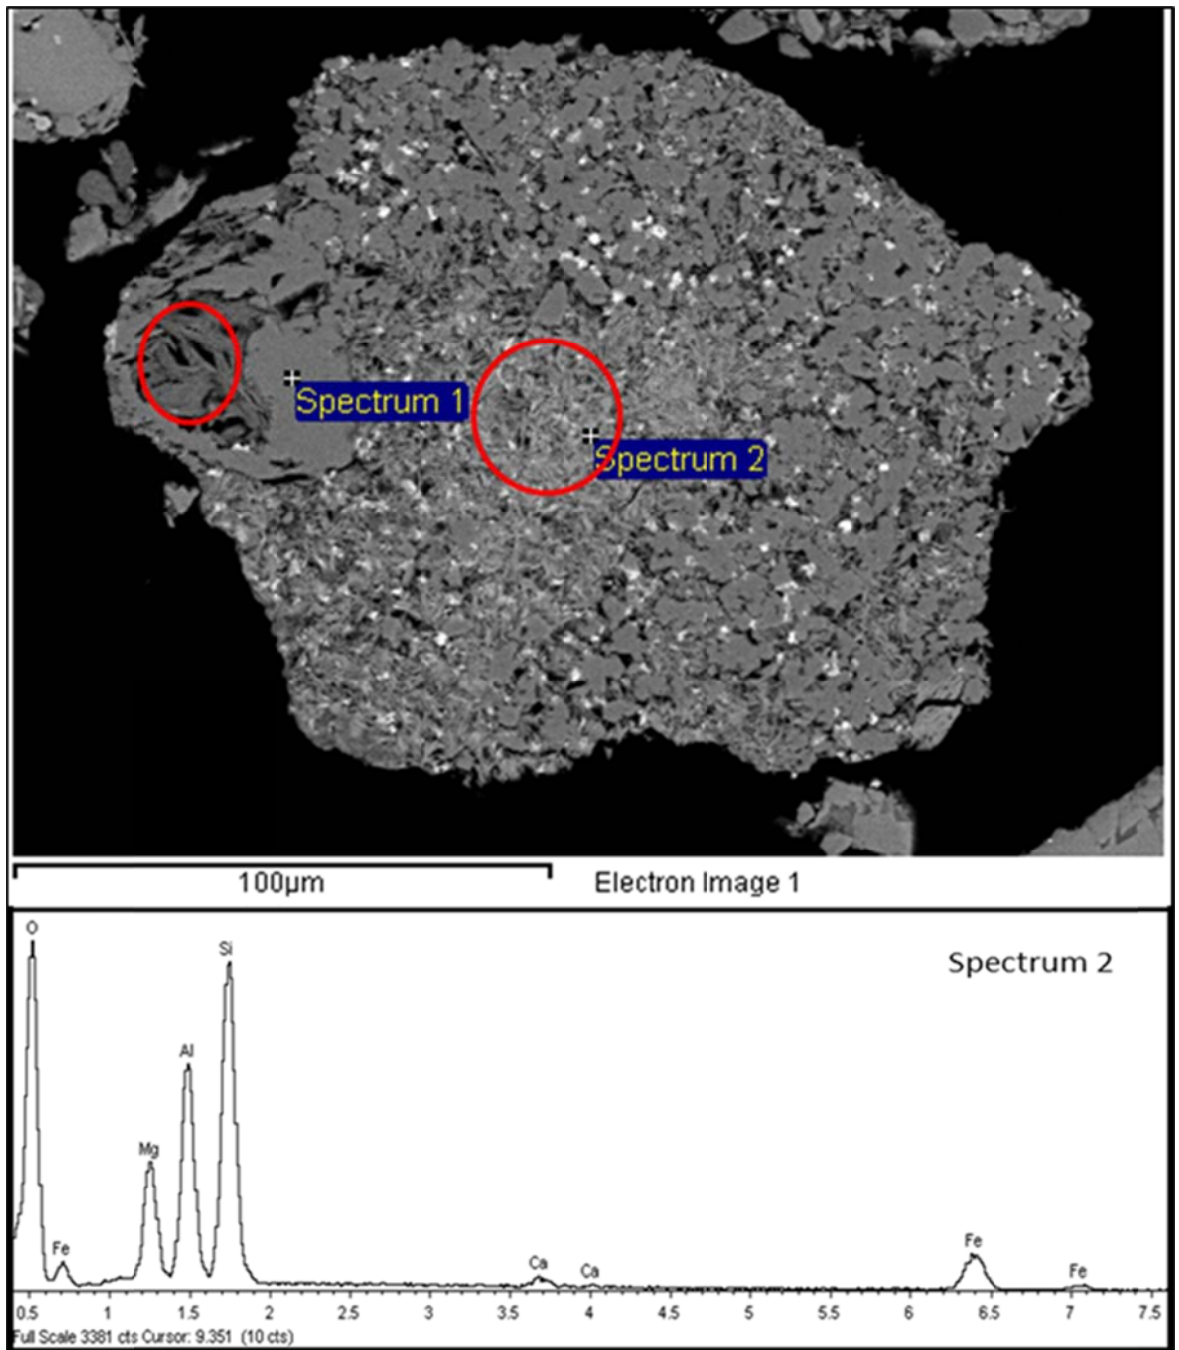 Spectrum 1
Spectrum 2
100µm
Electron Image 1
O
Si
Spectrum 2
Al
Mg
Fe
Ca
Ca
Fe
Fe
0.5 1 1.5 2 2.5 3 3.5 4 4.5 5 5.5 6 6.5 7 7.5
Full Scale 3381 cts Cursor: 9.351 (10 cts)